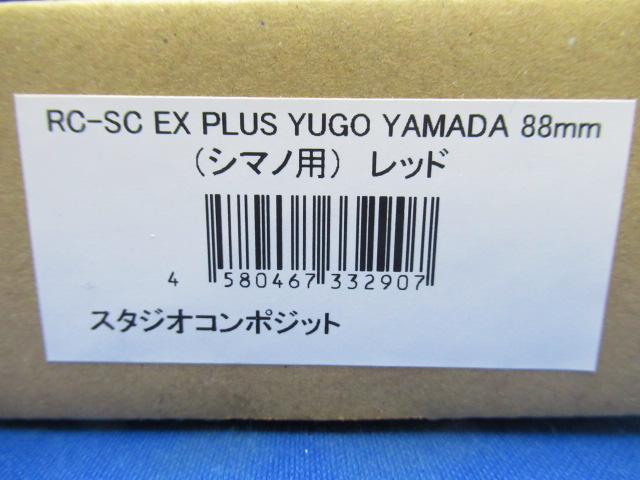 RC-SC EX PLUS YUGO YAMADA 88mm
（シマノ用） レッド
4 580467 332907
スタジオコンポジット